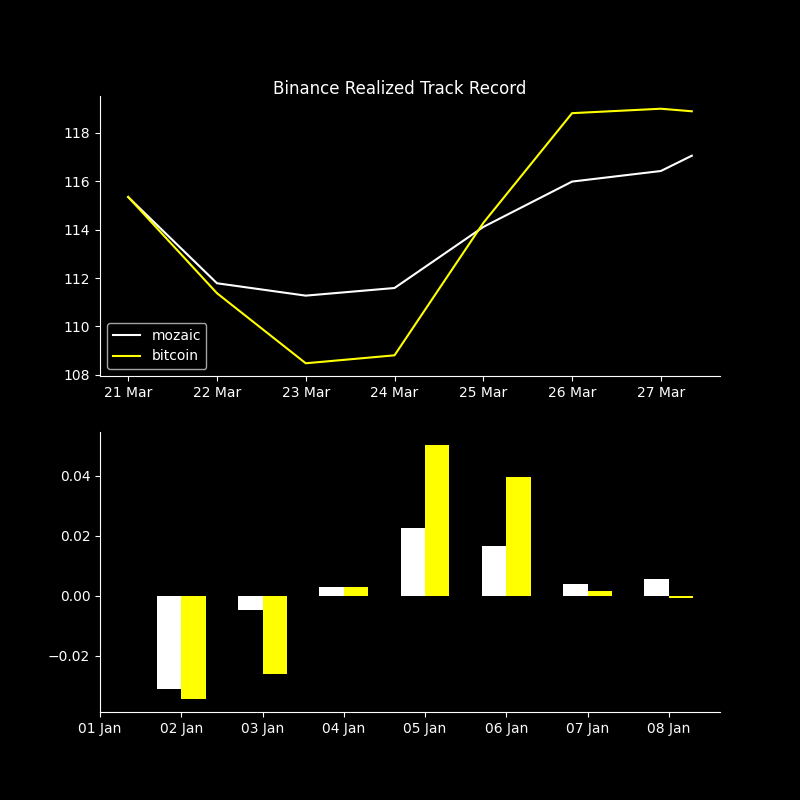 Binance Realized Track Record
118
116
114
112
110
108
mozaic
bitcoin
21 Mar 22 Mar 23 Mar 24 Mar 25 Mar 26 Mar 27 Mar
0.04
0.02
0.00
−0.02
01 Jan 02 Jan 03 Jan 04 Jan 05 Jan 06 Jan 07 Jan 08 Jan